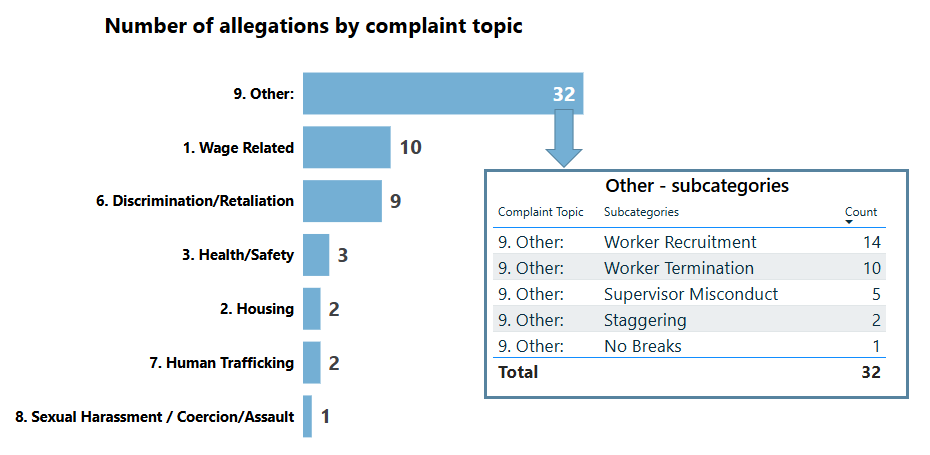 Number of allegations by complaint topic
9. Other: 32
1. Wage Related 10
6. Discrimination/Retaliation 9
3. Health/Safety 3
2. Housing 2
7. Human Trafficking 2
8. Sexual Harassment / Coercion/Assault 1
Other - subcategories
Complaint Topic Subcategories Count
9. Other: Worker Recruitment 14
9. Other: Worker Termination 10
9. Other: Supervisor Misconduct 5
9. Other: Staggering 2
9. Other: No Breaks 1
Total 32